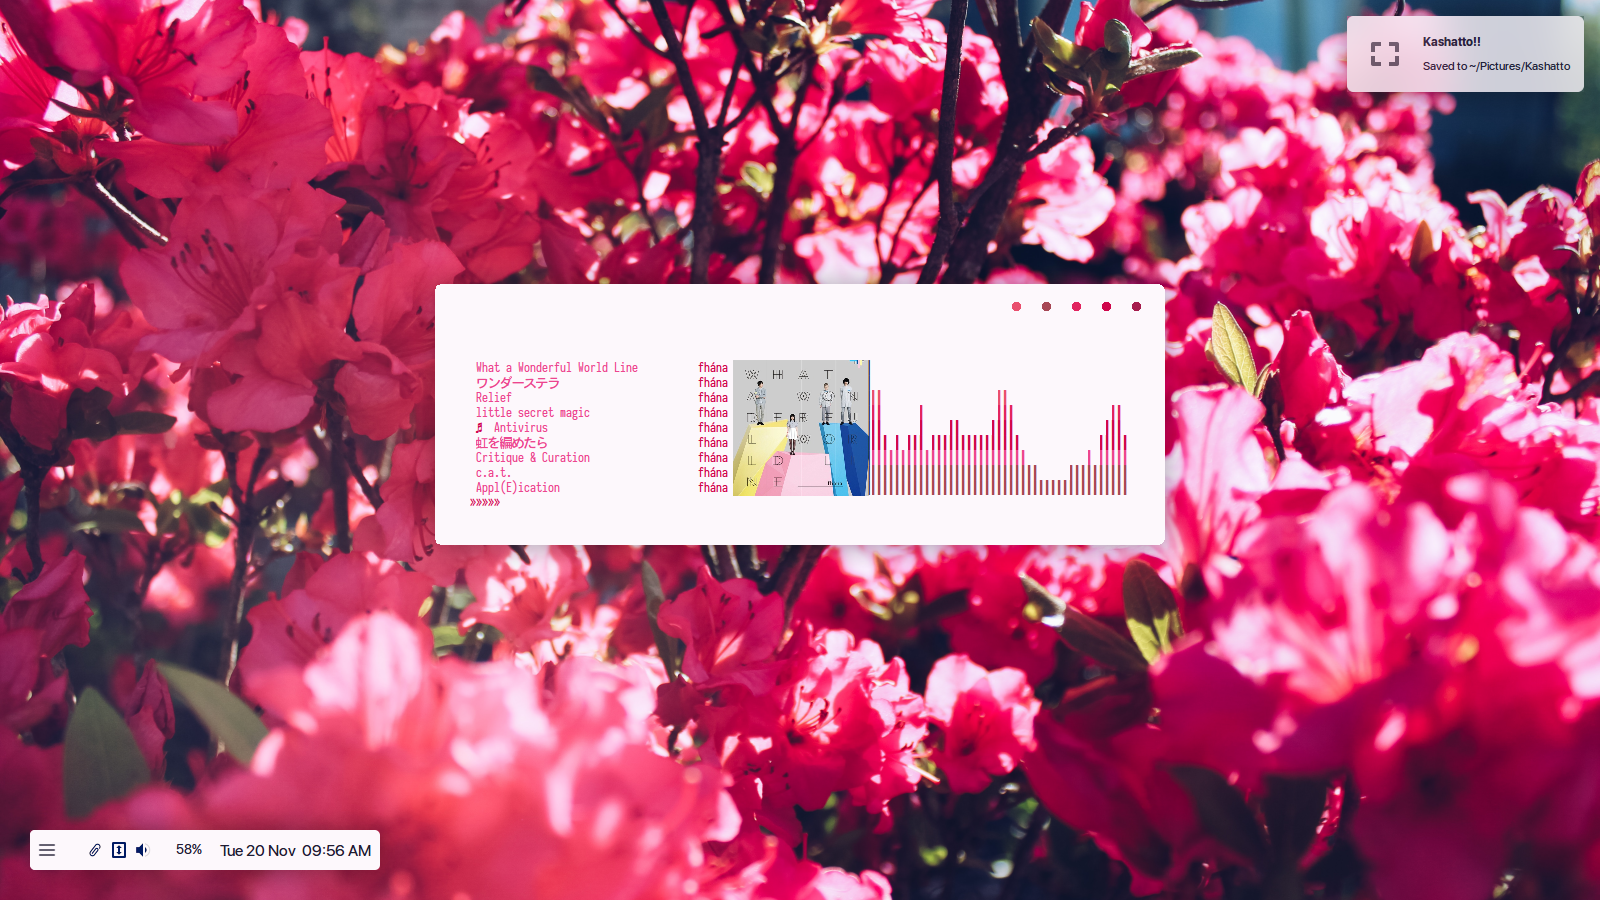 Kashatto!!
Saved to ~/Pictures/Kashatto
What a Wonderful World Line fhána
ワンダーステラ fhána
Relief fhána
little secret magic fhána
♬ Antivirus fhána
虹を編めたら fhána
Critique & Curation fhána
c.a.t. fhána
Appl(E)ication fhána
»»»»»
W H A T
A W O N
D E R F U L
W O R
L D L
I N E
58% Tue 20 Nov 09:56 AM